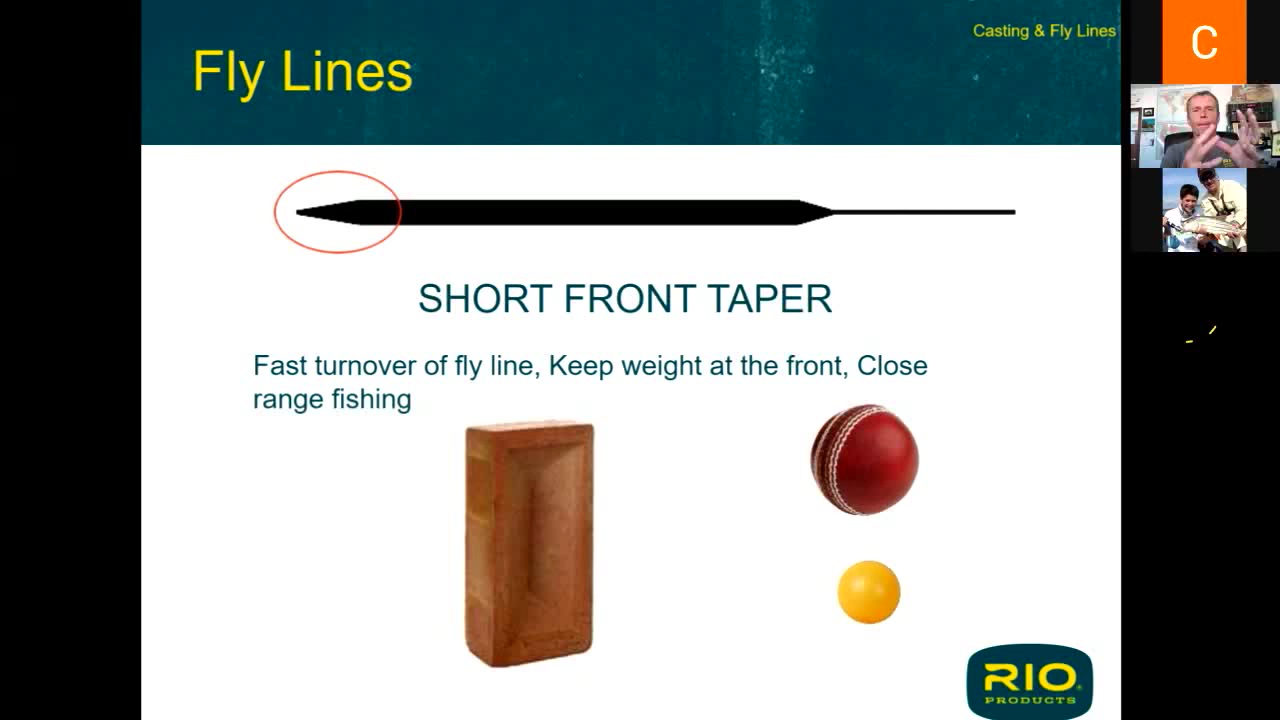 Casting & Fly Lines
Fly Lines
C
SHORT FRONT TAPER
Fast turnover of fly line, Keep weight at the front, Close
range fishing
RIO
PRODUCTS
RIO